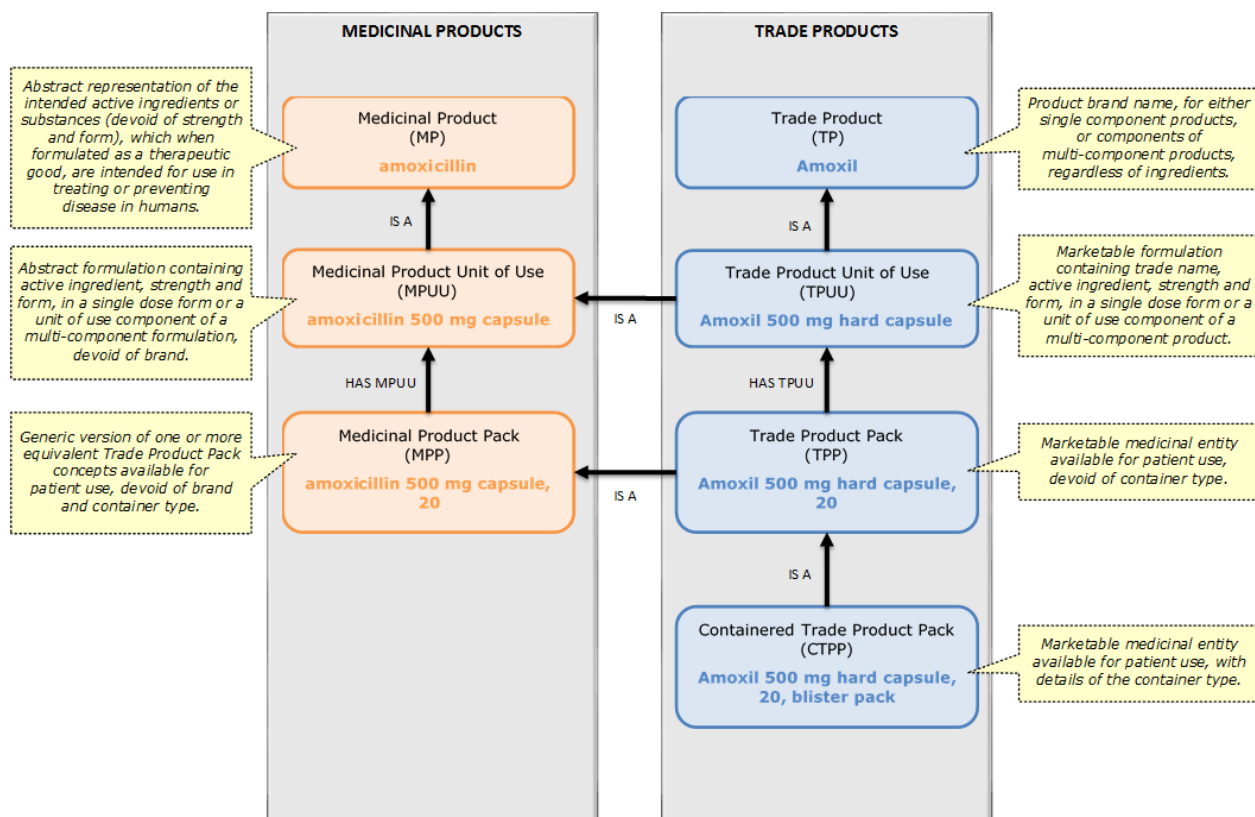 MEDICINAL PRODUCTS
TRADE PRODUCTS
Abstract representation of the
intended active ingredients or
substances (devoid of strength
and form), which when
formulated as a therapeutic
good, are intended for use in
treating or preventing
disease in humans.
Medicinal Product
(MP)
amoxicillin
Trade Product
(TP)
Amoxil
Product brand name, for either
single component products,
or components of
multi-component products,
regardless of ingredients.
IS A
IS A
Abstract formulation containing
active ingredient, strength and
form, in a single dose form or a
unit of use component of a
multi-component formulation,
devoid of brand.
Medicinal Product Unit of Use
(MPUU)
amoxicillin 500 mg capsule
IS A
Trade Product Unit of Use
(TPUU)
Amoxil 500 mg hard capsule
Marketable formulation
containing trade name,
active ingredient, strength and
form, in a single dose form or a
unit of use component of a
multi-component product.
HAS MPUU
HAS TPUU
Generic version of one or more
equivalent Trade Product Pack
concepts available for
patient use, devoid of brand
and container type.
Medicinal Product Pack
(MPP)
amoxicillin 500 mg capsule,
20
IS A
Trade Product Pack
(TPP)
Amoxil 500 mg hard capsule,
20
Marketable medicinal entity
available for patient use,
devoid of container type.
IS A
Containered Trade Product Pack
(CTPP)
Amoxil 500 mg hard capsule,
20, blister pack
Marketable medicinal entity
available for patient use, with
details of the container type.